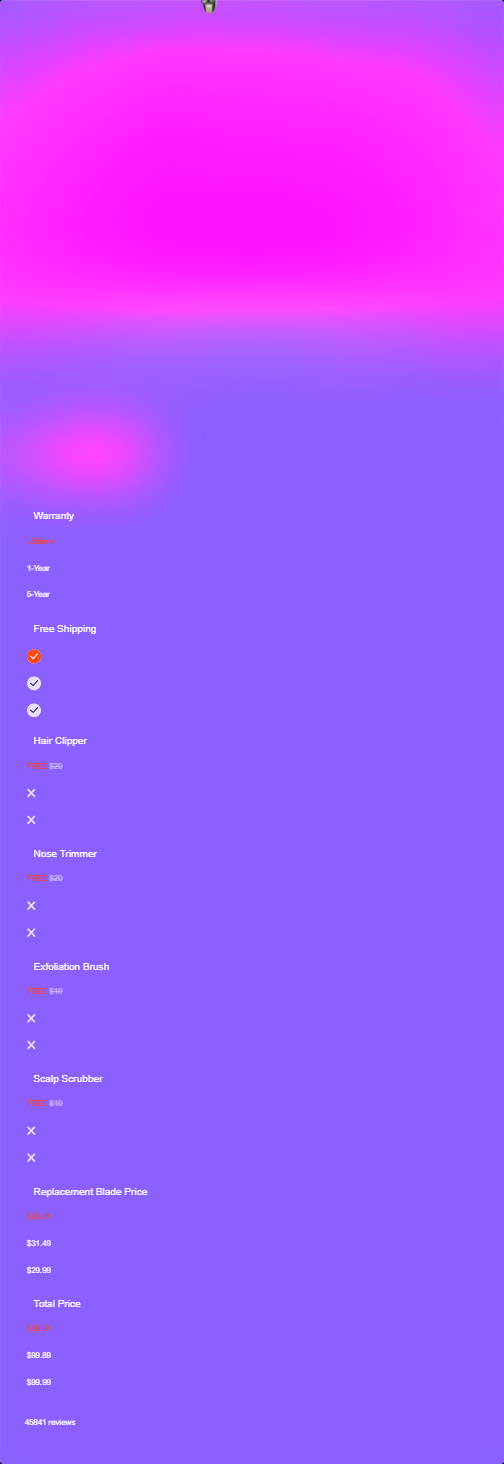 Warranty
1-Year
5-Year
Free Shipping
Hair Clipper
$20
Nose Trimmer
$20
Exfoliation Brush
$10
Scalp Scrubber
$10
Replacement Blade Price
$31.49
$29.99
Total Price
$99.89
$99.99
45841 reviews